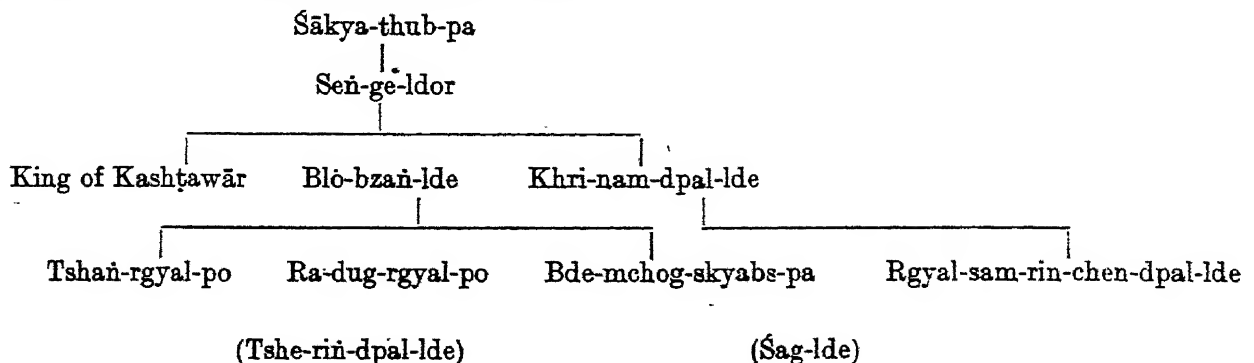 Śākya-thub-pa
Seṅ-ge-ldor
King of Kashṭawār Blo-bzaṅ-lde Khri-nam-dpal-lde
Tshaṅ-rgyal-po Ra-dug-rgyal-po Bde-mchog-skyabs-pa Rgyal-sam-rin-chen-dpal-lde
(Tshe-riṅ-dpal-lde) (Śag-lde)